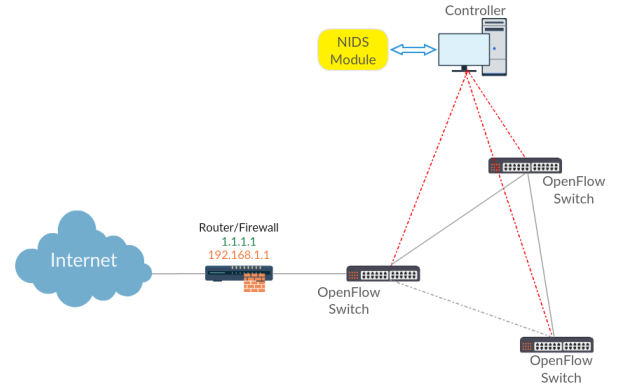 Controller
NIDS
Module
OpenFlow
Switch
Router/Firewall
1.1.1.1
192.168.1.1
Internet
OpenFlow
Switch
OpenFlow
Switch